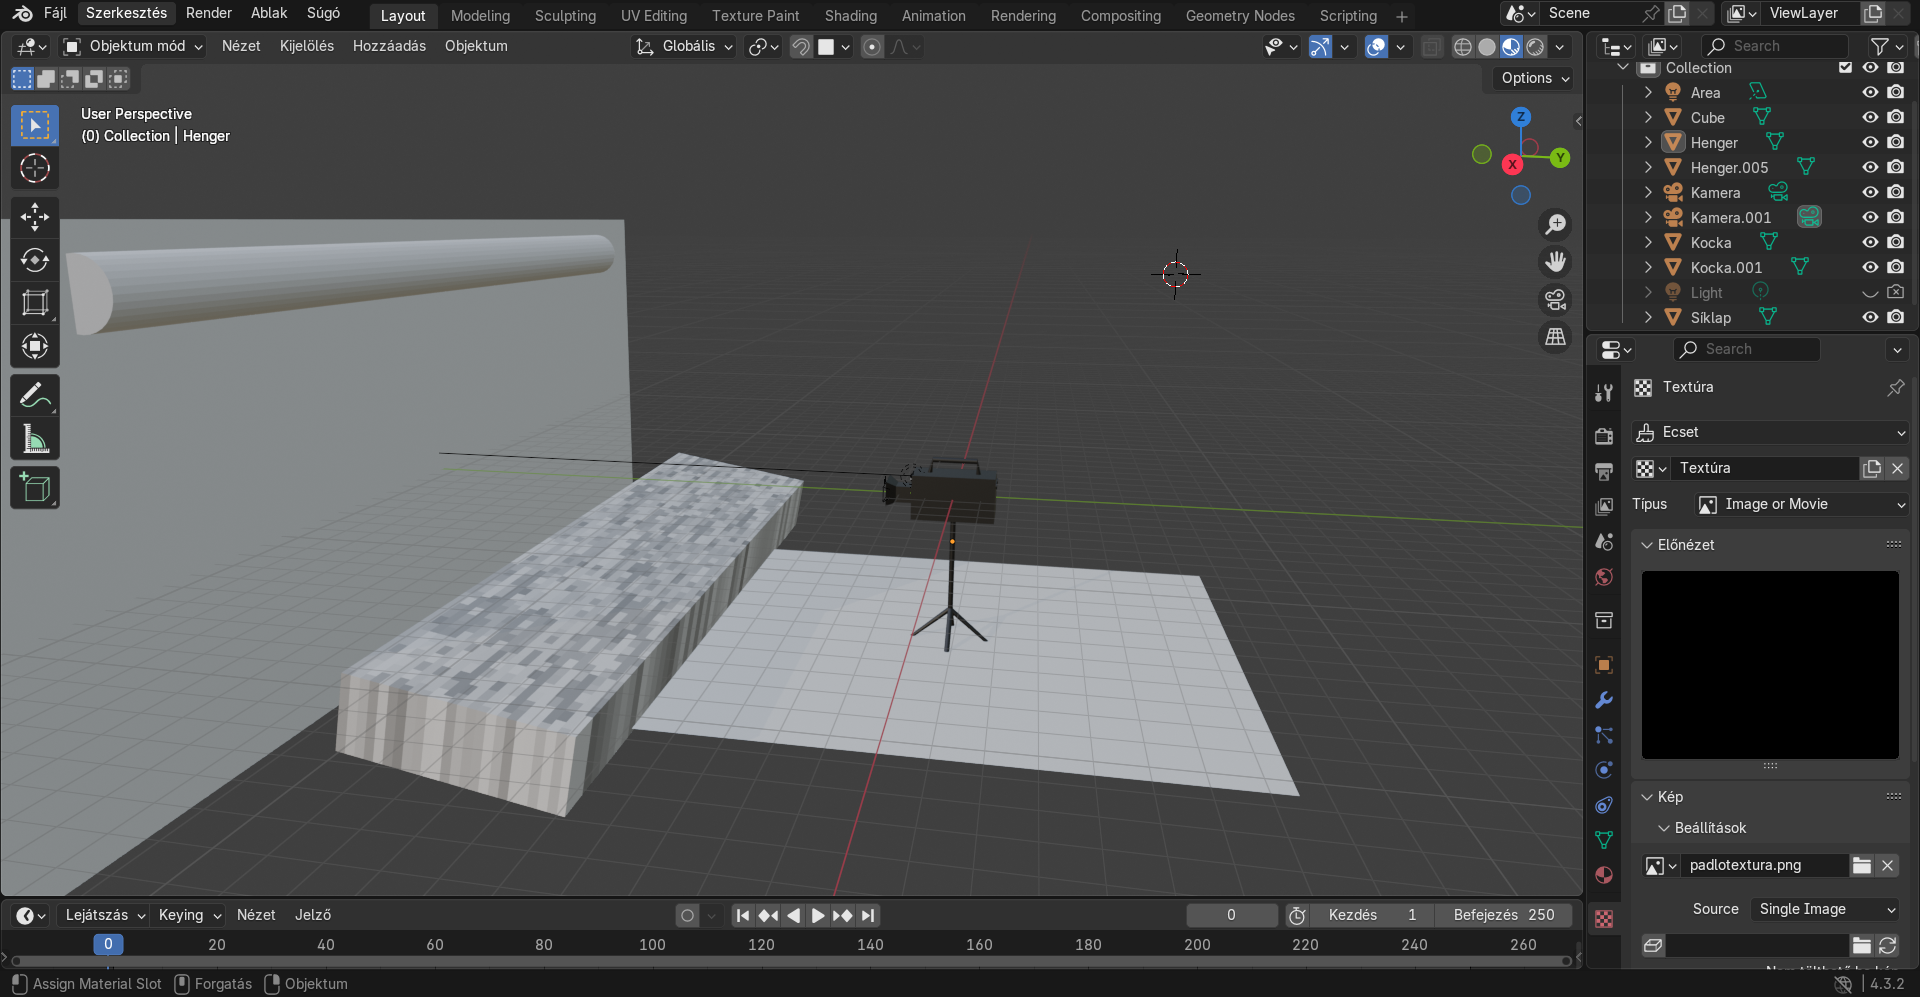 Fájl Szerkesztés Render Ablak Súgó Layout Modeling Sculpting UV Editing Texture Paint Shading Animation Rendering Compositing Geometry Nodes Scripting + Scene ViewLayer
Objektum mód Nézet Kijelölés Hozzáadás Objektum Globális Search
Options
User Perspective
(0) Collection | Henger
Z
Y
X
Collection
Area
Cube
Henger
Henger.005
Kamera
Kamera.001
Kocka
Kocka.001
Light
Síklap
Search
Textúra
Ecset
Textúra
Típus Image or Movie
Előnézet
Kép
Beállítások
padlotextura.png
Source Single Image
Lejátszás Keying Nézet Jelző 0 Kezdés 1 Befejezés 250
0 20 40 60 80 100 120 140 160 180 200 220 240 260
Assign Material Slot Forgatás Objektum 4.3.2